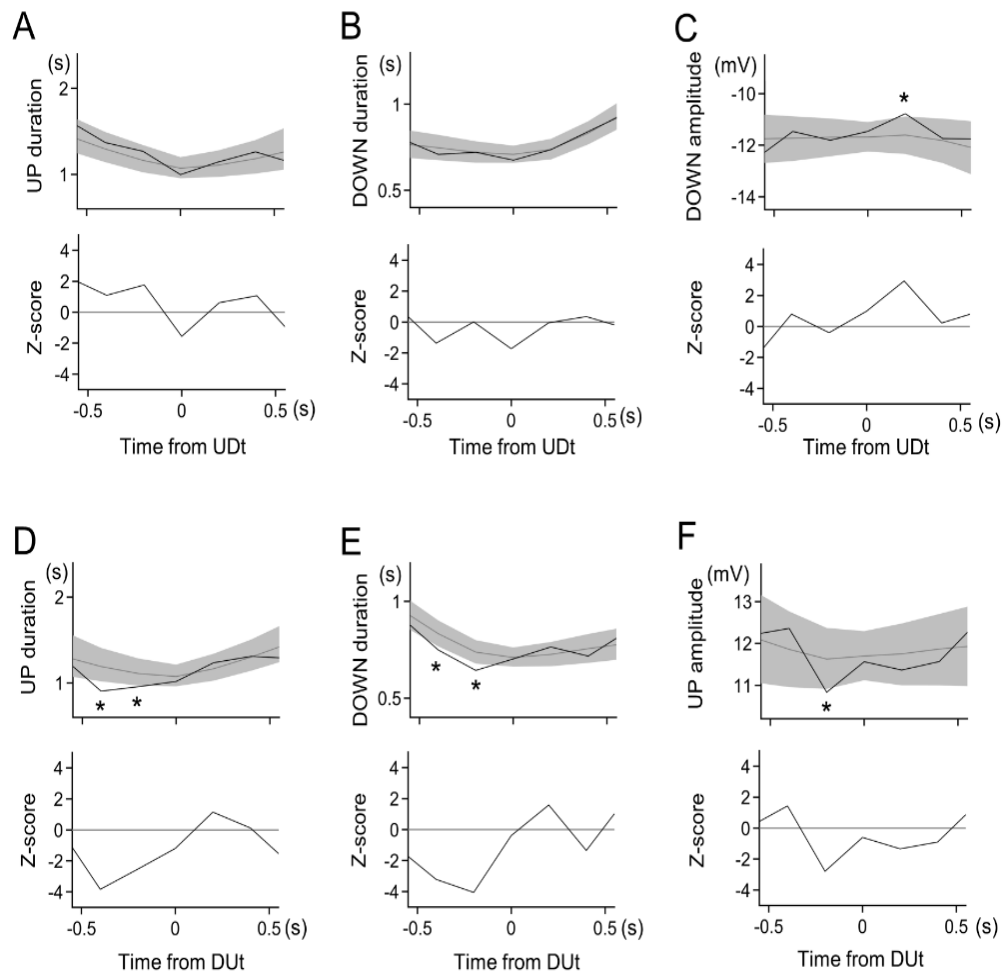 A
(s)
UP duration
2
1
Z-score
4
2
0
-2
-4
-0.5
0
0.5 (s)
Time from UDt
B
(s)
DOWN duration
1
0.5
Z-score
4
2
0
-2
-4
-0.5
0
0.5 (s)
Time from UDt
C
(mV)
DOWN amplitude
-10
-12
-14
*
Z-score
4
2
0
-2
-4
-0.5
0
0.5 (s)
Time from UDt
D
(s)
UP duration
2
1
* *
Z-score
4
2
0
-2
-4
-0.5
0
0.5 (s)
Time from DUt
E
(s)
DOWN duration
1
0.5
* *
Z-score
4
2
0
-2
-4
-0.5
0
0.5 (s)
Time from DUt
F
(mV)
UP amplitude
13
12
11
*
Z-score
4
2
0
-2
-4
-0.5
0
0.5 (s)
Time from DUt